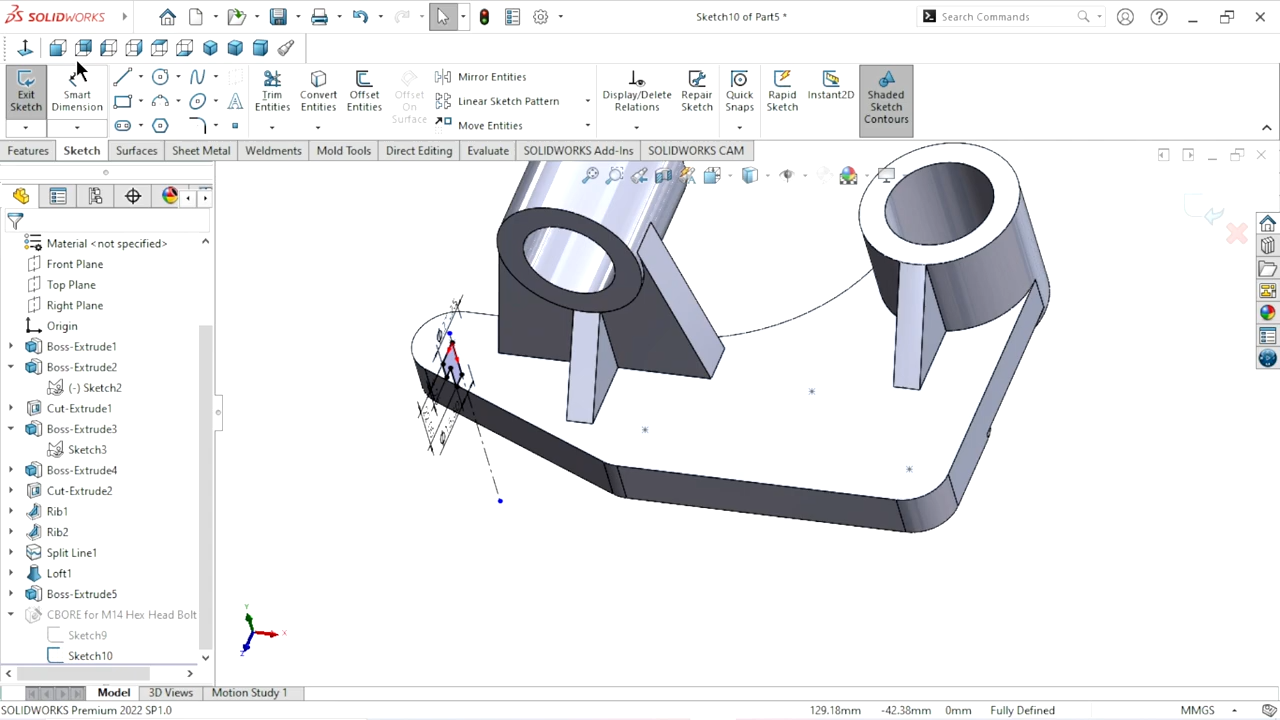 SOLIDWORKS
Sketch10 of Part5 *
Search Commands
Exit Sketch
Smart Dimension
Trim Entities
Convert Entities
Offset Entities
Offset On Surface
Mirror Entities
Linear Sketch Pattern
Move Entities
Display/Delete Relations
Repair Sketch
Quick Snaps
Rapid Sketch
Instant2D
Shaded Sketch Contours
Features
Sketch
Surfaces
Sheet Metal
Weldments
Mold Tools
Direct Editing
Evaluate
SOLIDWORKS Add-Ins
SOLIDWORKS CAM
Material <not specified>
Front Plane
Top Plane
Right Plane
Origin
Boss-Extrude1
Boss-Extrude2
(-) Sketch2
Cut-Extrude1
Boss-Extrude3
Sketch3
Boss-Extrude4
Cut-Extrude2
Rib1
Rib2
Split Line1
Loft1
Boss-Extrude5
CBORE for M14 Hex Head Bolt
Sketch9
Sketch10
Y
X
Z
Model
3D Views
Motion Study 1
SOLIDWORKS Premium 2022 SP1.0
129.18mm
-42.38mm
0mm
Fully Defined
MMGS